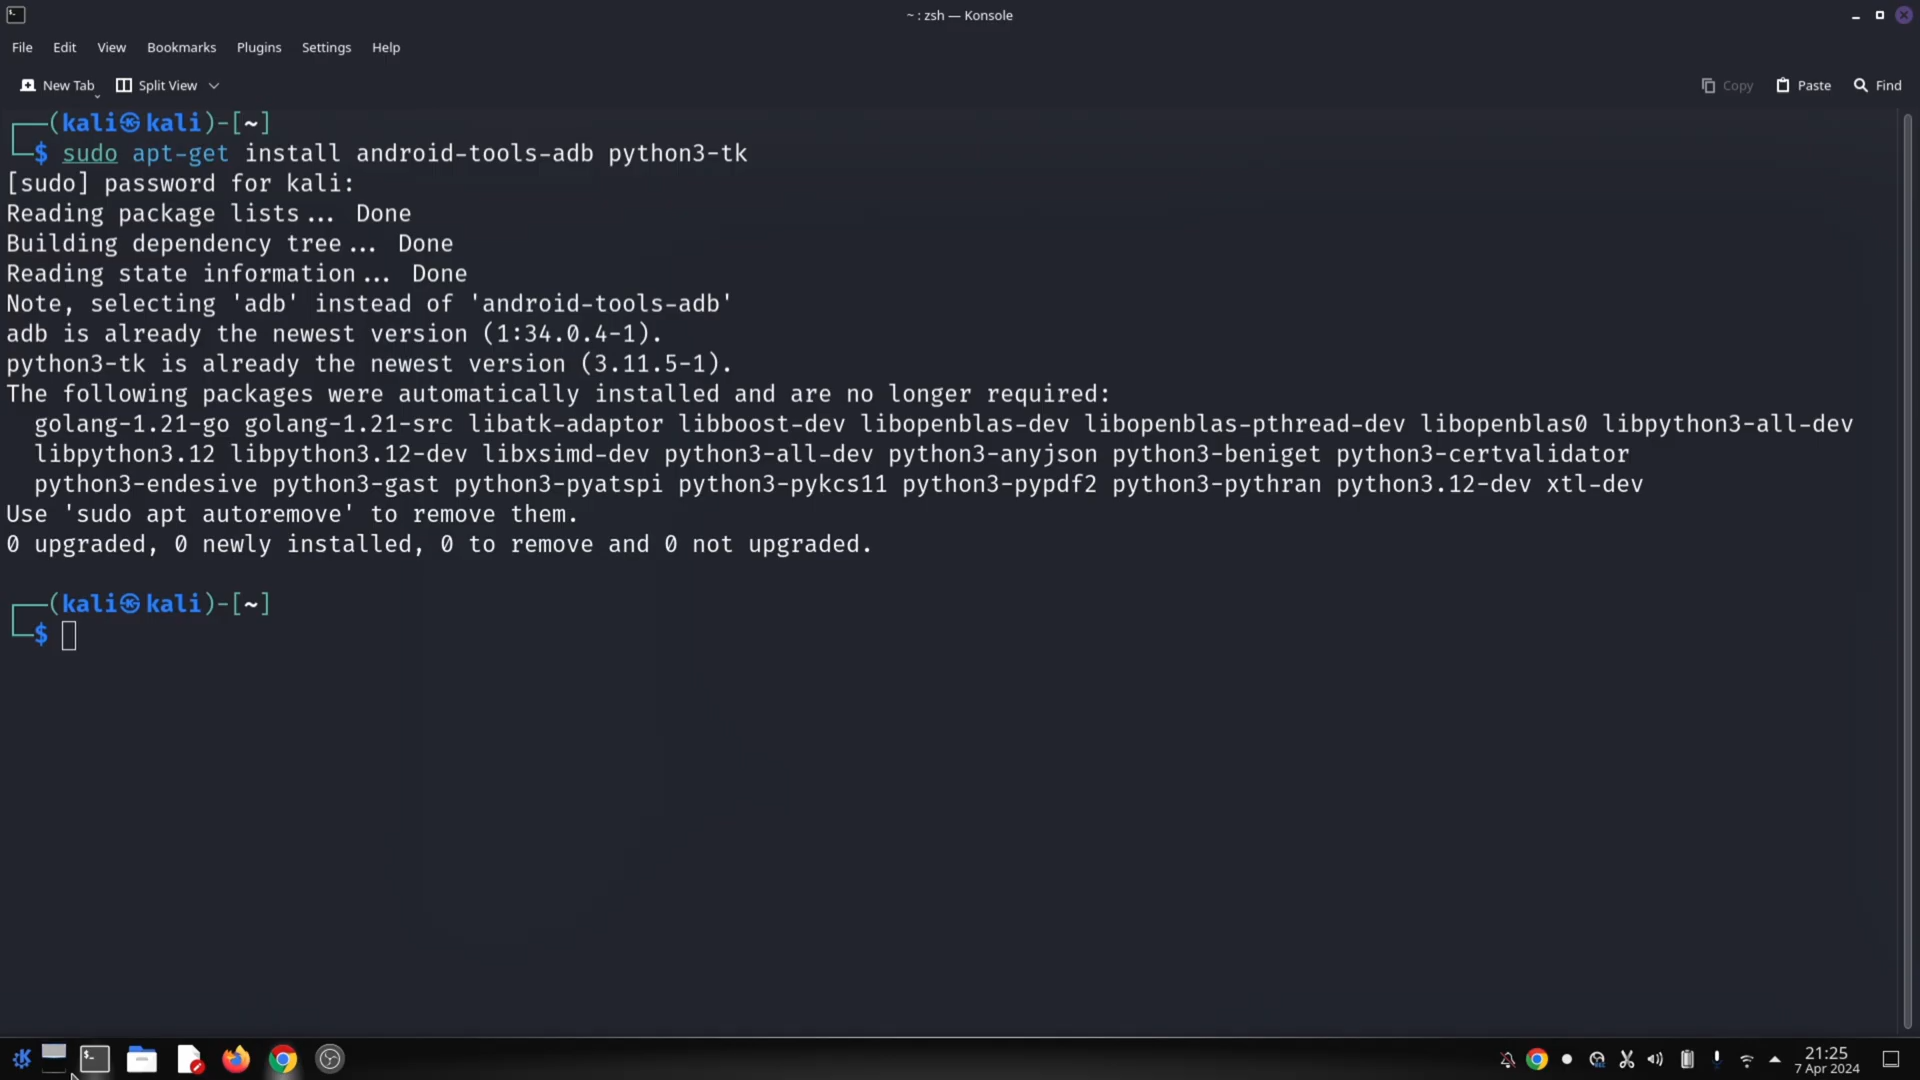 ~ : zsh — Konsole
File Edit View Bookmarks Plugins Settings Help
New Tab Split View Copy Paste Find
┌──(kali㉿kali)-[~]
└─$ sudo apt-get install android-tools-adb python3-tk
[sudo] password for kali:
Reading package lists... Done
Building dependency tree... Done
Reading state information... Done
Note, selecting 'adb' instead of 'android-tools-adb'
adb is already the newest version (1:34.0.4-1).
python3-tk is already the newest version (3.11.5-1).
The following packages were automatically installed and are no longer required:
golang-1.21-go golang-1.21-src libatk-adaptor libboost-dev libopenblas-dev libopenblas-pthread-dev libopenblas0 libpython3-all-dev
libpython3.12 libpython3.12-dev libxsimd-dev python3-all-dev python3-anyjson python3-beniget python3-certvalidator
python3-endesive python3-gast python3-pyatspi python3-pykcs11 python3-pypdf2 python3-pythran python3.12-dev xtl-dev
Use 'sudo apt autoremove' to remove them.
0 upgraded, 0 newly installed, 0 to remove and 0 not upgraded.
┌──(kali㉿kali)-[~]
└─$
21:25
7 Apr 2024